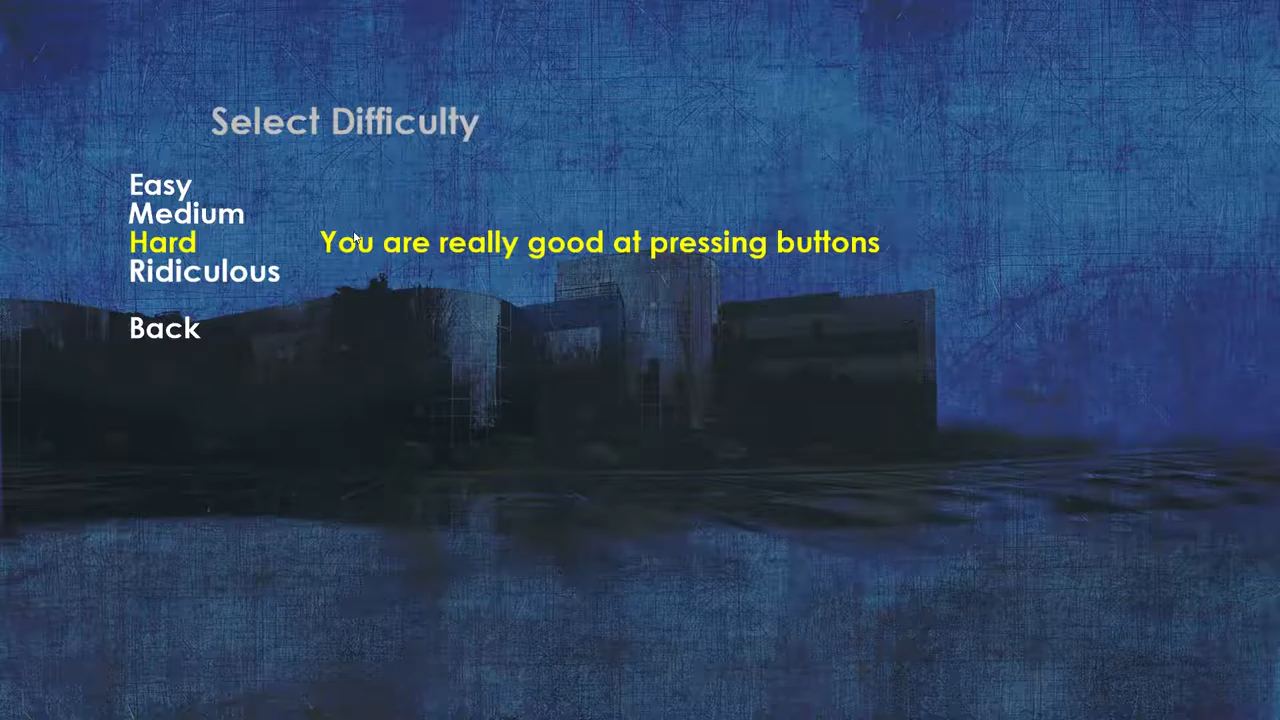 Select Difficulty
Easy
Medium
Hard You are really good at pressing buttons
Ridiculous
Back